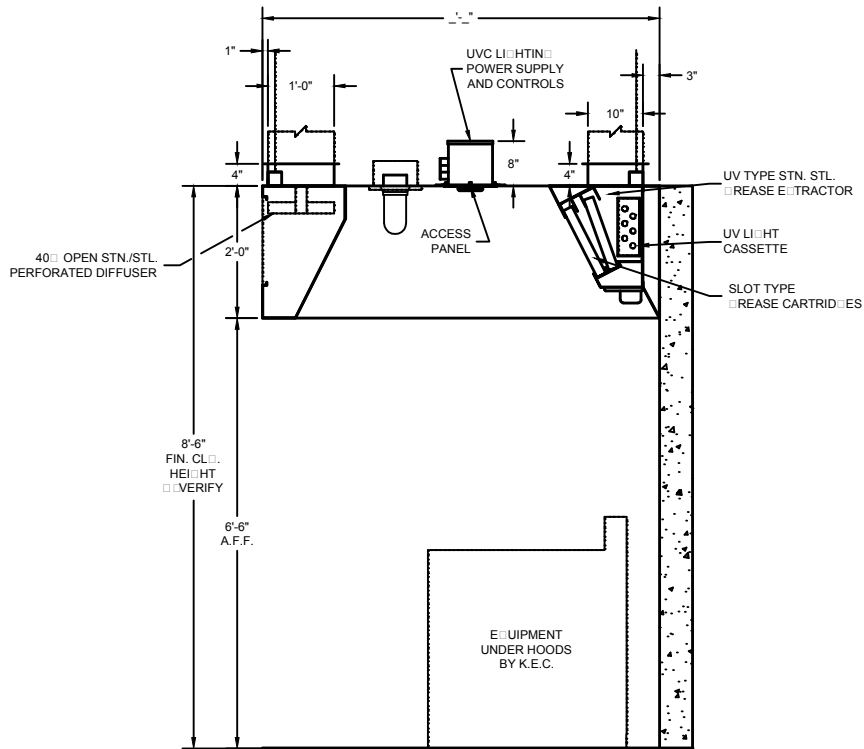 _'-_"
1"
UVC LI□HTIN□
POWER SUPPLY
AND CONTROLS
3"
1'-0"
10"
8"
4"
4"
UV TYPE STN. STL.
□REASE E□TRACTOR
ACCESS
PANEL
UV LI□HT
CASSETTE
40□ OPEN STN./STL.
PERFORATED DIFFUSER
2'-0"
SLOT TYPE
□REASE CARTRID□ES
8'-6"
FIN. CL□.
HEI□HT
□□VERIFY
6'-6"
A.F.F.
E□UIPMENT
UNDER HOODS
BY K.E.C.